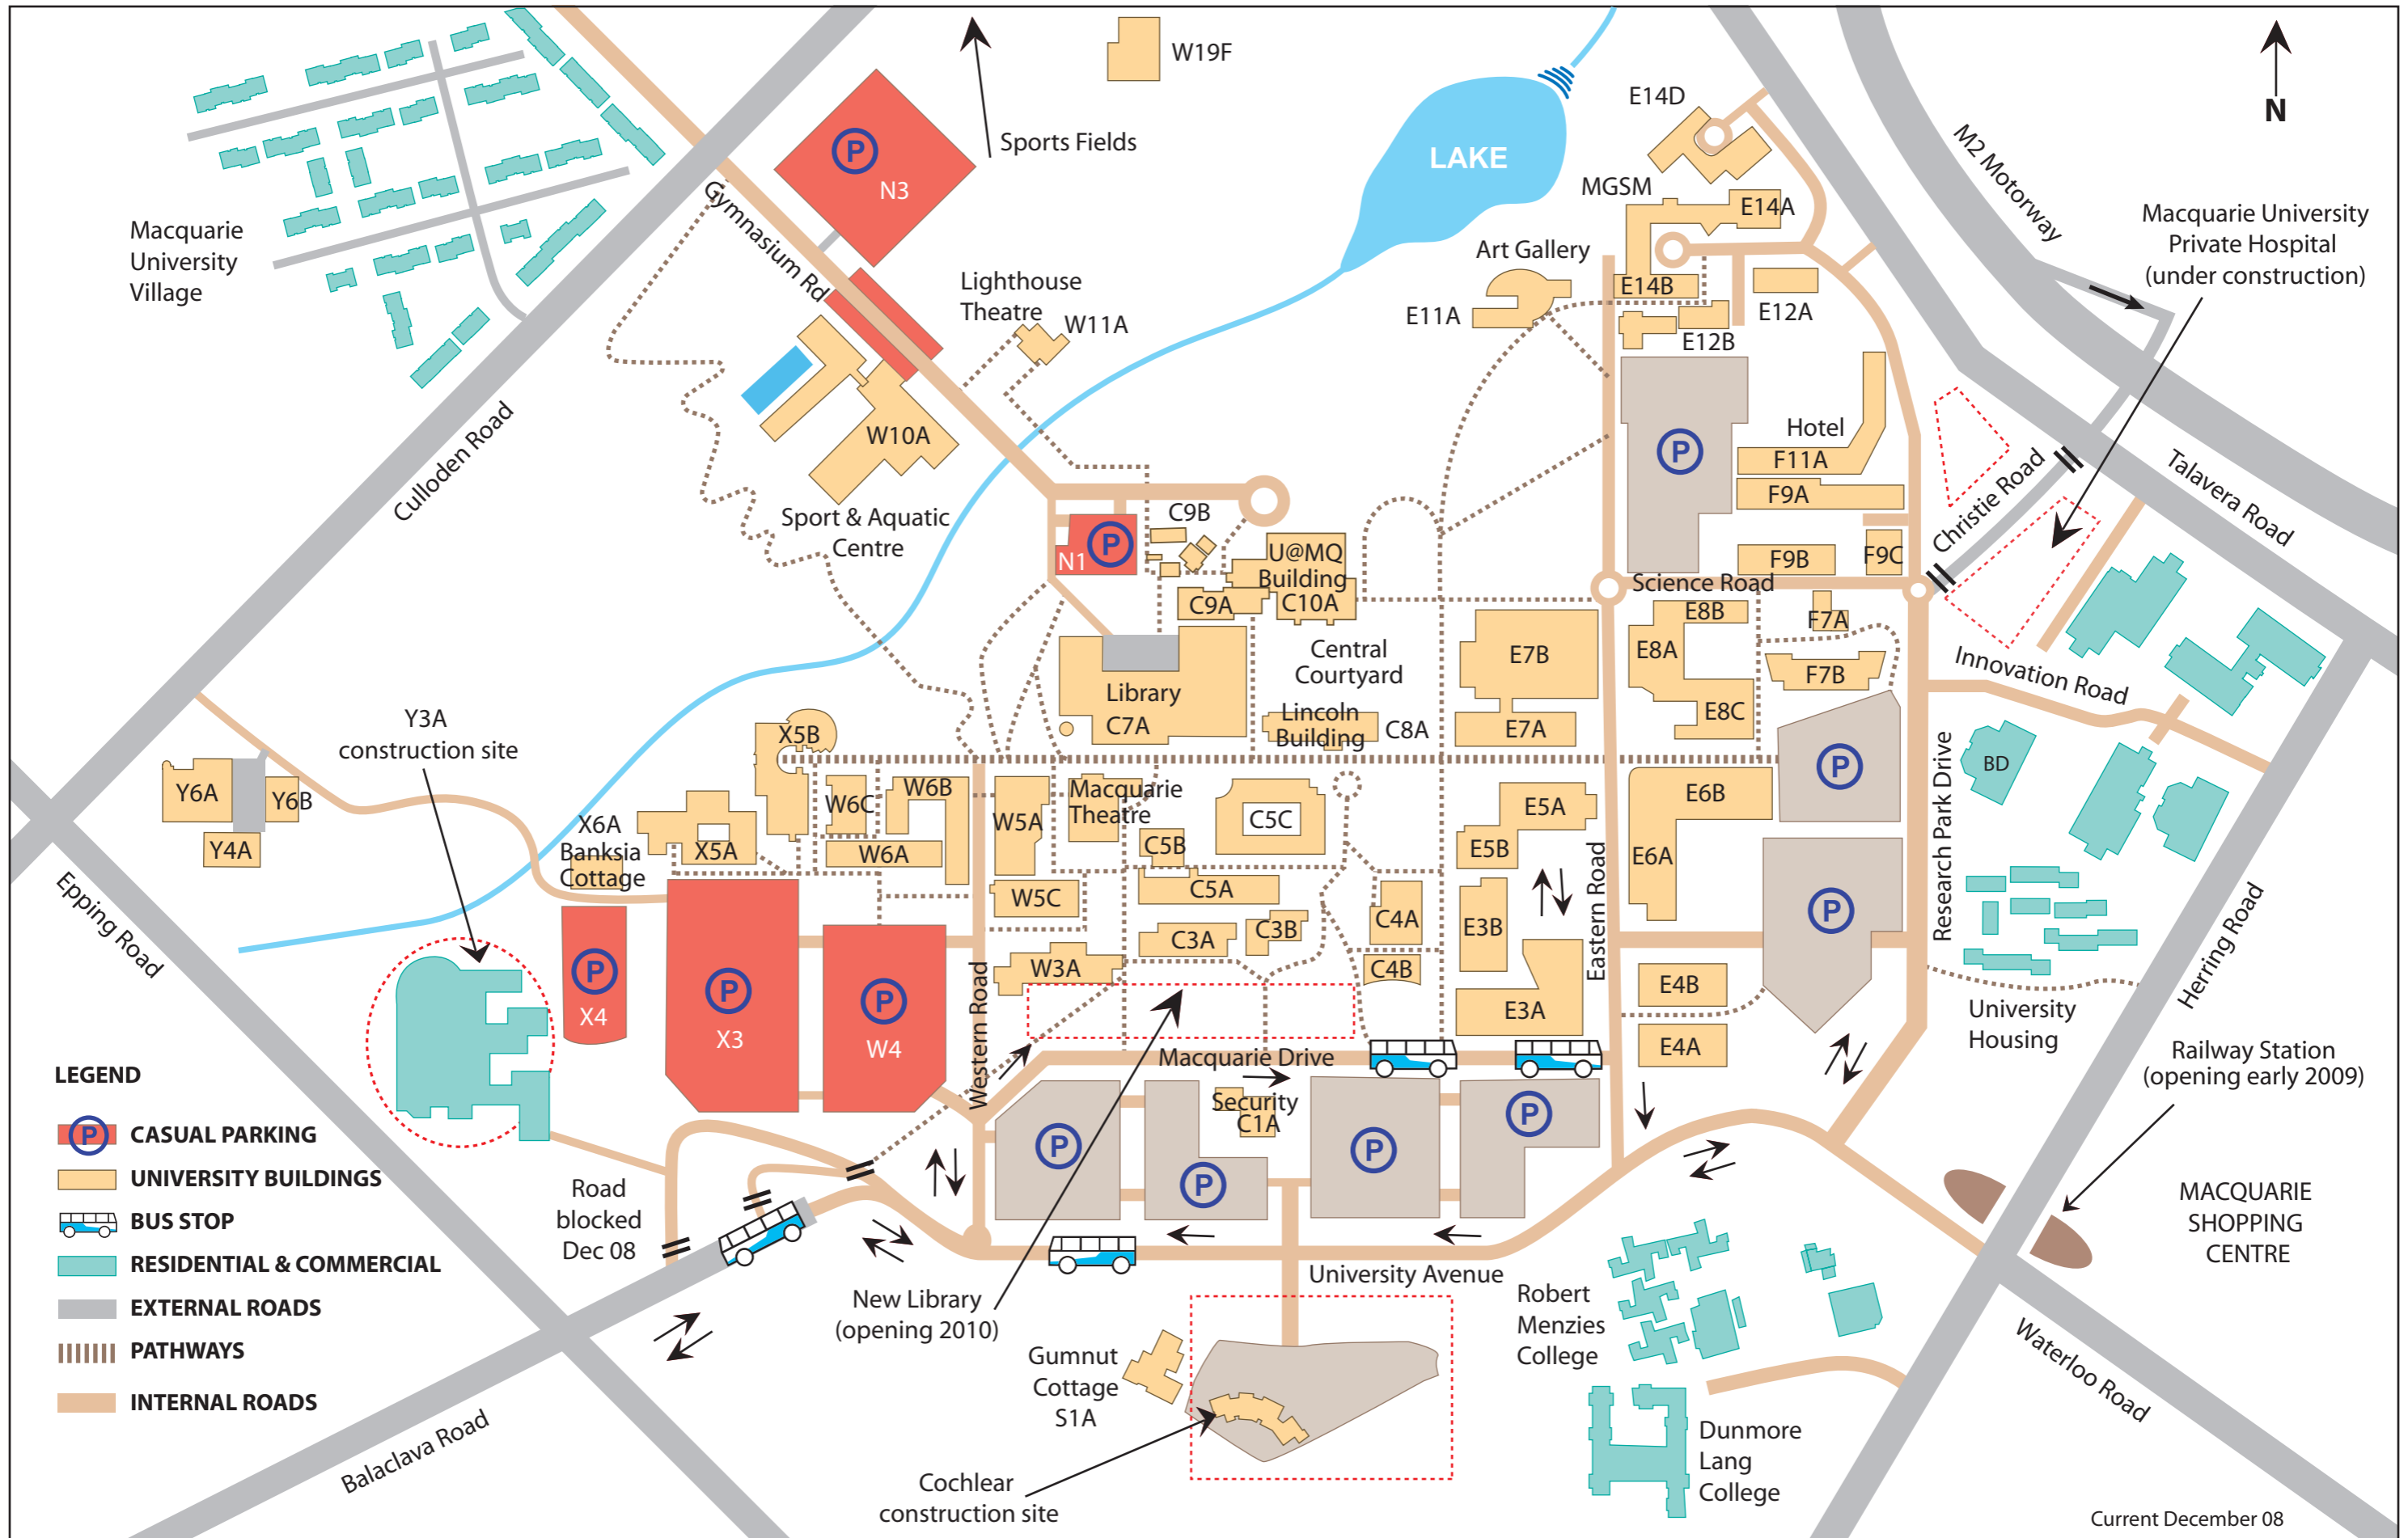 W19F
Sports Fields
N3
Gymnasium Rd
Macquarie
University
Village
Culloden Road
Lighthouse
Theatre
W11A
W10A
Sport & Aquatic
Centre
LAKE
E14D
MGSM
E14A
Art Gallery
E11A
E14B
E12A
E12B
M2 Motorway
N
Macquarie University
Private Hospital
(under construction)
Hotel
F11A
F9A
F9B
F9C
Christie Road
Talavera Road
Science Road
P
P
N1
C9B
U@MQ
Building
C9A
C10A
Central
Courtyard
Library
C7A
Lincoln
Building
C8A
E7B
E7A
E8B
E8A
E8C
F7A
F7B
P
P
Innovation Road
Research Park Drive
BD
Y3A
construction site
Y6A
Y6B
Y4A
X6A
Banksia
Cottage
X5B
X5A
W6C
W6B
W6A
W5A
Macquarie
Theatre
C5B
C5C
W5C
C5A
C3A
C3B
W3A
C4A
C4B
E5A
E5B
E3B
E3A
E6B
E6A
E4B
E4A
Eastern Road
P
P
X4
P
X3
P
W4
Western Road
Macquarie Drive
Security
C1A
P
P
P
P
P
University
Housing
Herring Road
Railway Station
(opening early 2009)
MACQUARIE
SHOPPING
CENTRE
Epping Road
LEGEND
P CASUAL PARKING
UNIVERSITY BUILDINGS
BUS STOP
RESIDENTIAL & COMMERCIAL
EXTERNAL ROADS
PATHWAYS
INTERNAL ROADS
Road
blocked
Dec 08
Balaclava Road
New Library
(opening 2010)
University Avenue
Gumnut
Cottage
S1A
Cochlear
construction site
Robert
Menzies
College
Dunmore
Lang
College
Waterloo Road
Current December 08